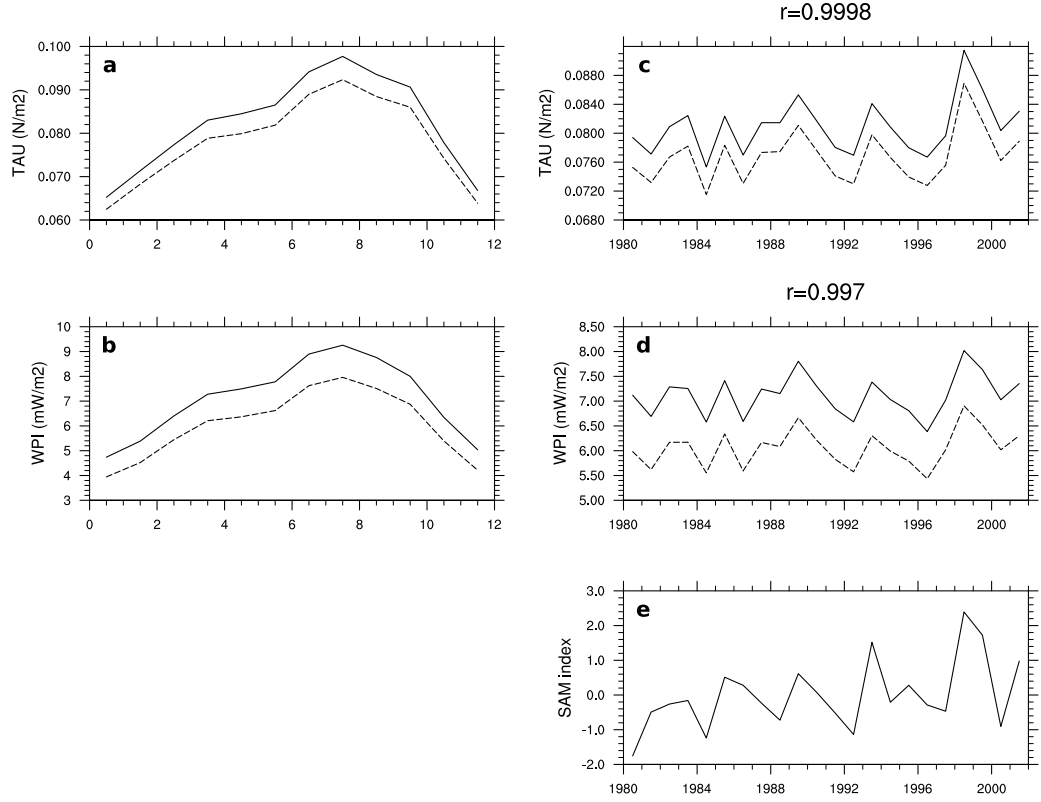 r=0.9998
a
TAU (N/m2)
0.100
0.090
0.080
0.070
0.060
0 2 4 6 8 10 12
c
TAU (N/m2)
0.0880
0.0840
0.0800
0.0760
0.0720
0.0680
1980 1984 1988 1992 1996 2000
r=0.997
b
WPI (mW/m2)
10
9
8
7
6
5
4
3
0 2 4 6 8 10 12
d
WPI (mW/m2)
8.50
8.00
7.50
7.00
6.50
6.00
5.50
5.00
1980 1984 1988 1992 1996 2000
e
SAM index
3.0
2.0
1.0
0.0
-1.0
-2.0
1980 1984 1988 1992 1996 2000